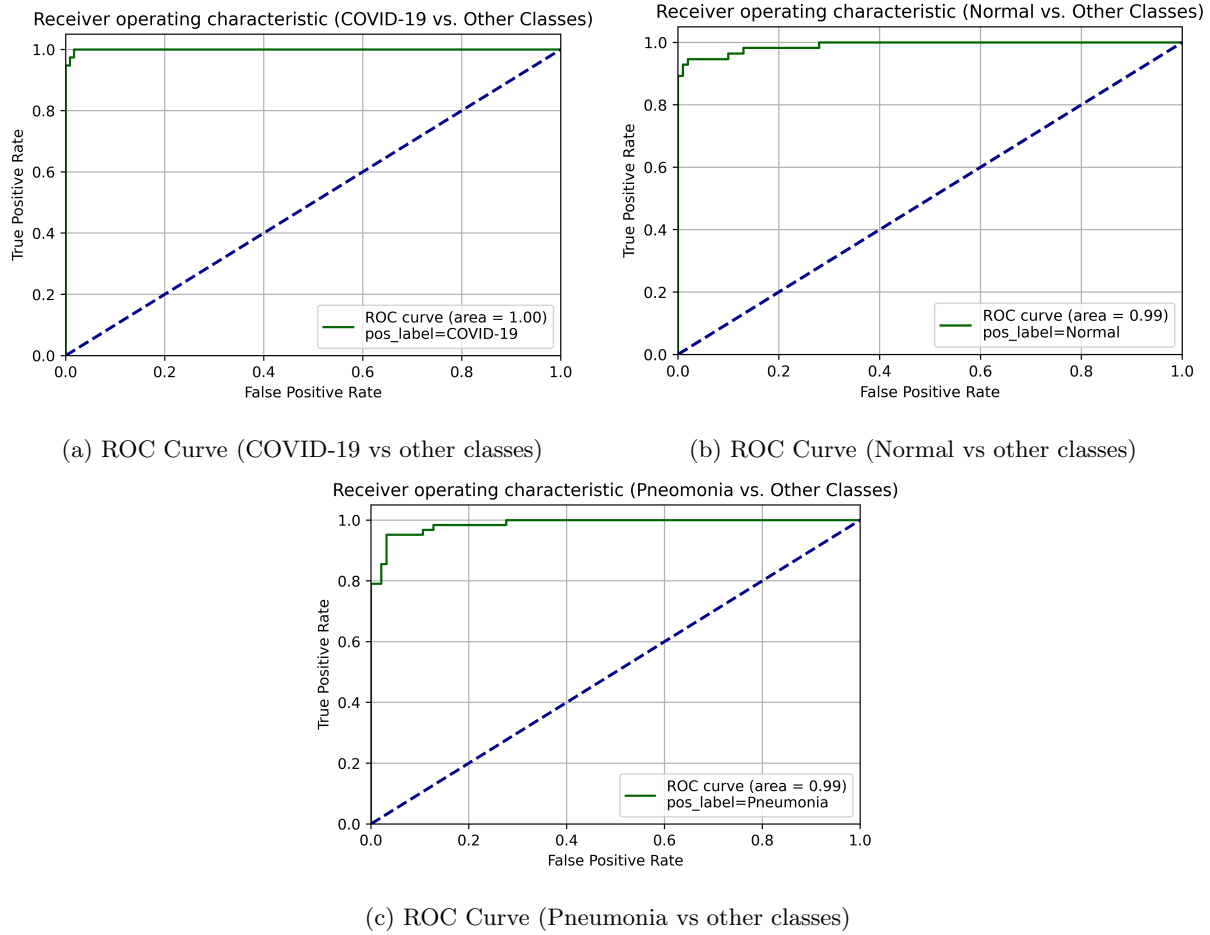 Receiver operating characteristic (COVID-19 vs. Other Classes)
1.0
0.8
0.6
0.4
0.2
0.0
True Positive Rate
ROC curve (area = 1.00)
pos_label=COVID-19
0.0 0.2 0.4 0.6 0.8 1.0
False Positive Rate
(a) ROC Curve (COVID-19 vs other classes)
Receiver operating characteristic (Normal vs. Other Classes)
1.0
0.8
0.6
0.4
0.2
0.0
True Positive Rate
ROC curve (area = 0.99)
pos_label=Normal
0.0 0.2 0.4 0.6 0.8 1.0
False Positive Rate
(b) ROC Curve (Normal vs other classes)
Receiver operating characteristic (Pneomonia vs. Other Classes)
1.0
0.8
0.6
0.4
0.2
0.0
True Positive Rate
ROC curve (area = 0.99)
pos_label=Pneumonia
0.0 0.2 0.4 0.6 0.8 1.0
False Positive Rate
(c) ROC Curve (Pneumonia vs other classes)